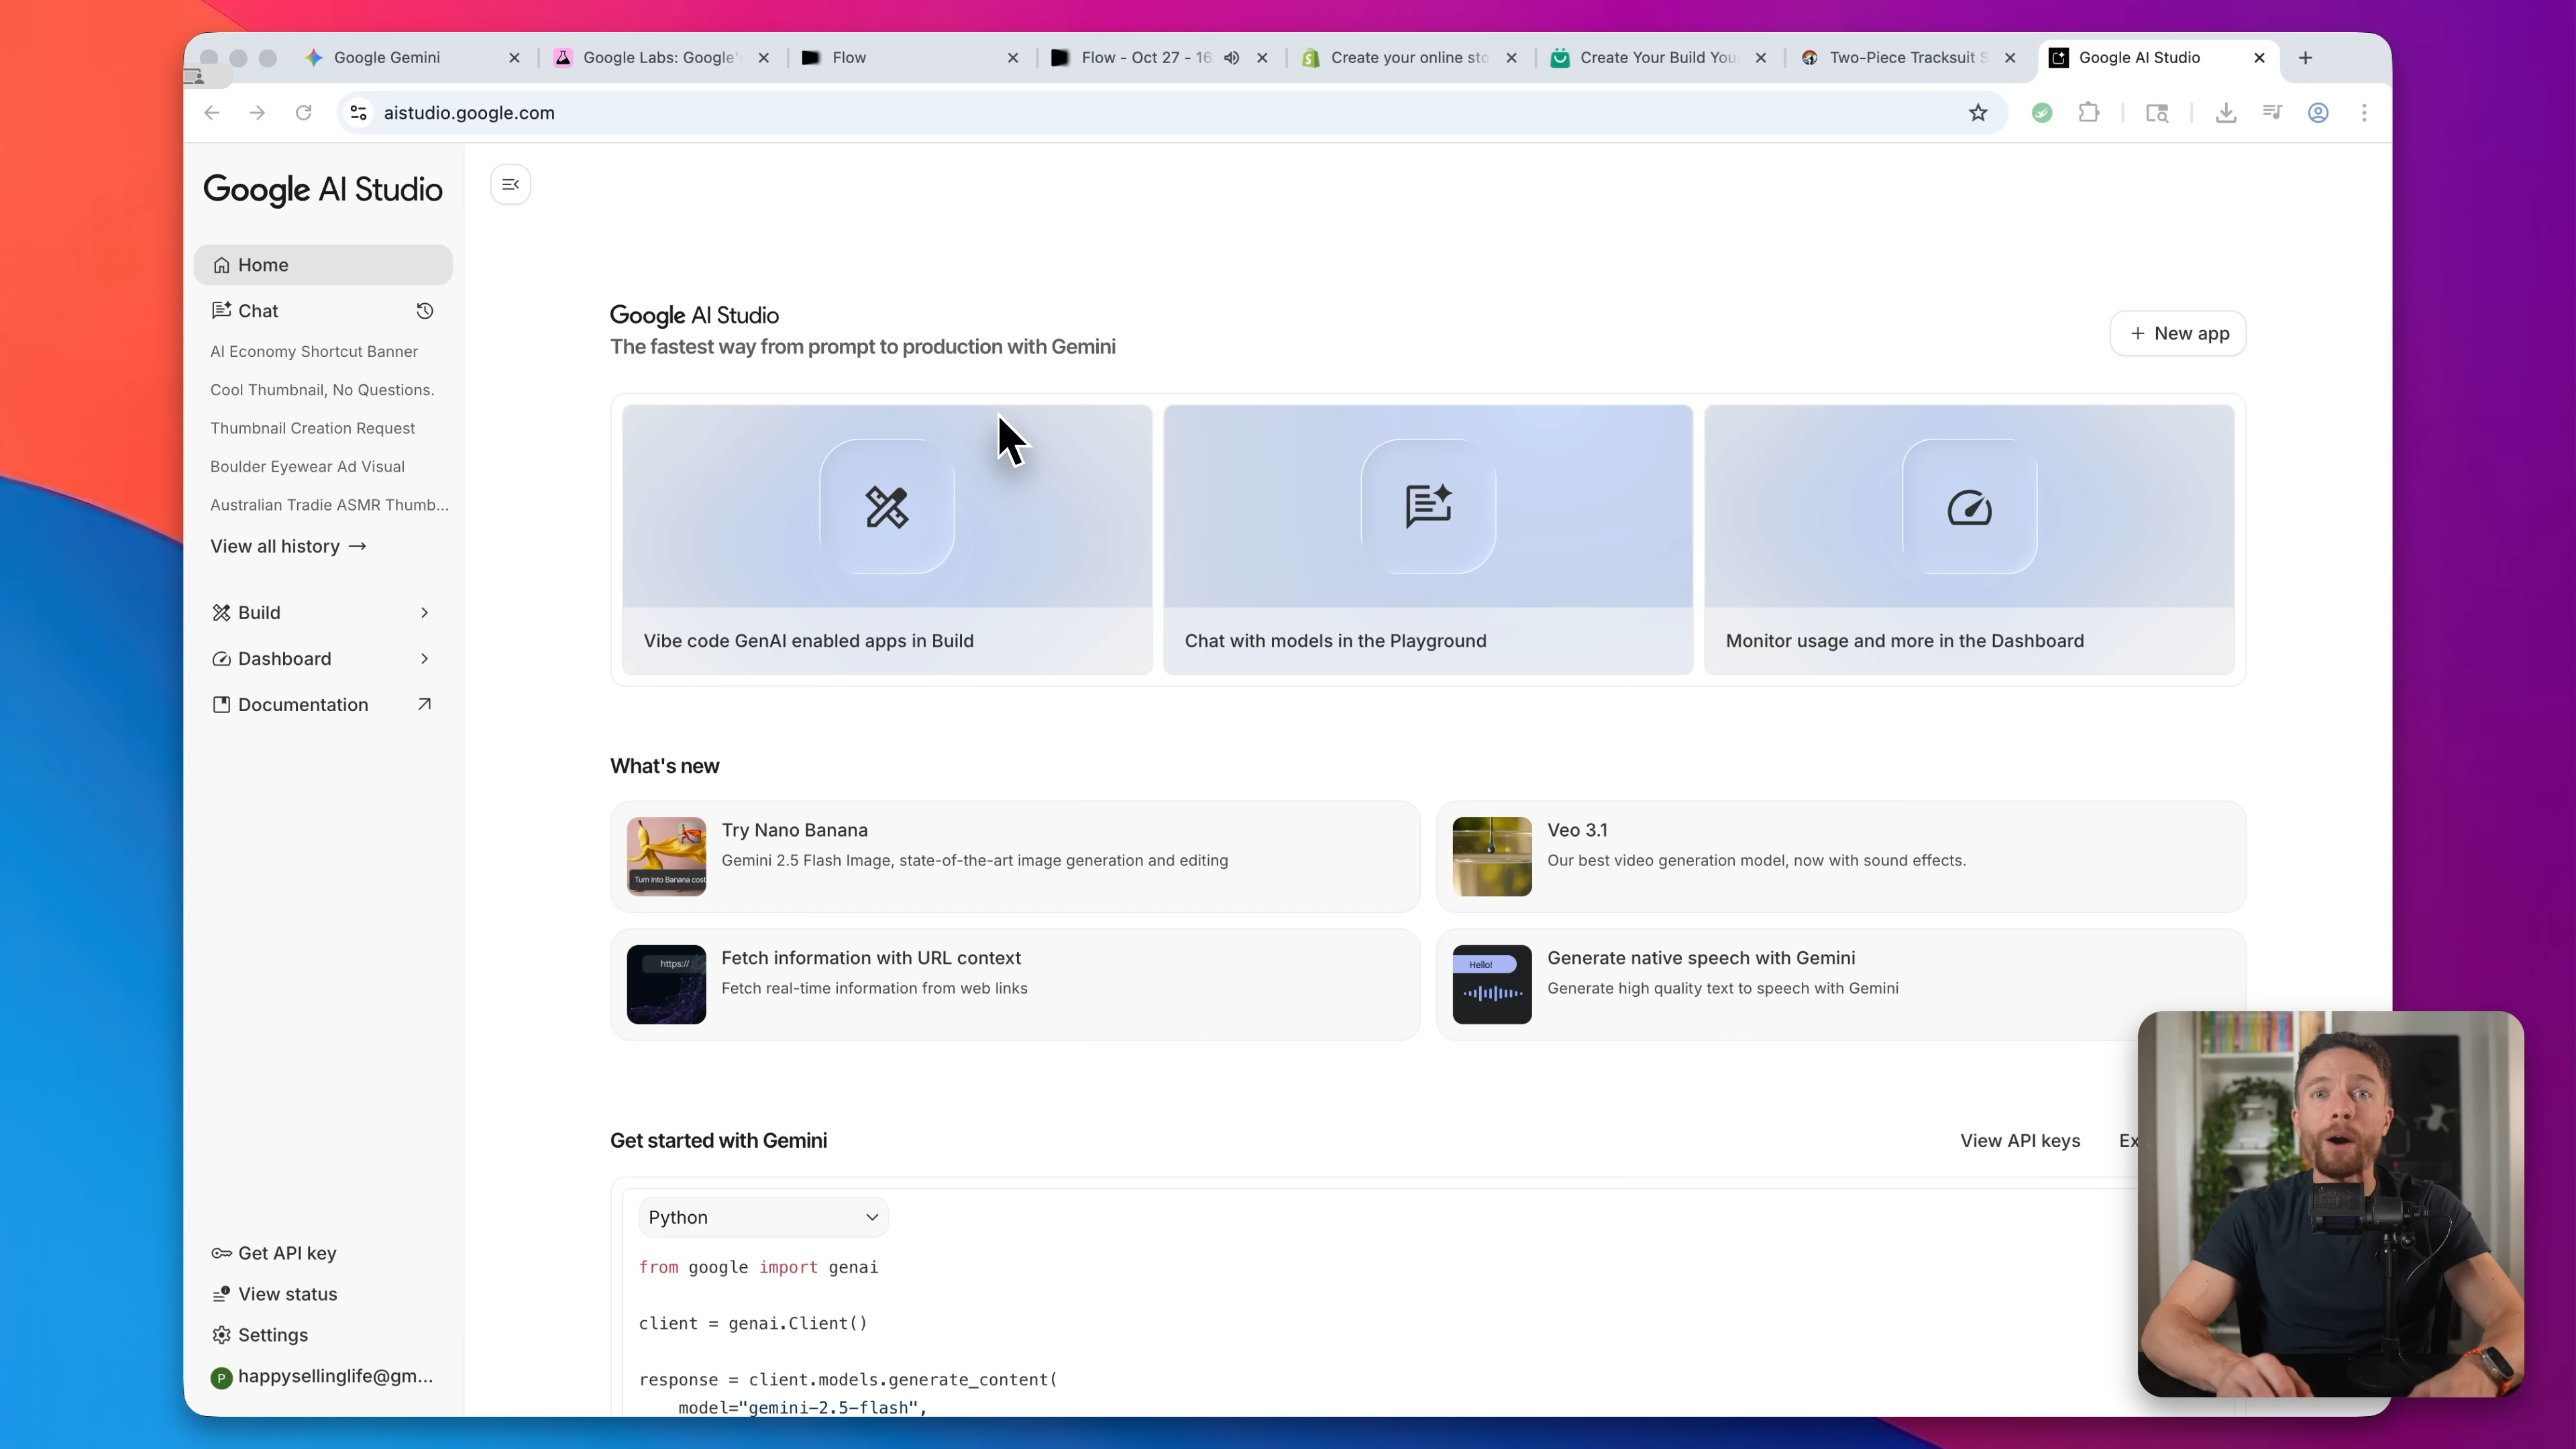 Google Gemini
Google Labs: Google'
Flow
Flow - Oct 27 - 16
Create your online sto
Create Your Build You
Two-Piece Tracksuit S
Google AI Studio
aistudio.google.com
Google AI Studio
Home
Chat
AI Economy Shortcut Banner
Cool Thumbnail, No Questions.
Thumbnail Creation Request
Boulder Eyewear Ad Visual
Australian Tradie ASMR Thumb...
View all history →
Build
Dashboard
Documentation
Get API key
View status
Settings
P happysellinglife@gm...
Google AI Studio
The fastest way from prompt to production with Gemini
+ New app
Vibe code GenAI enabled apps in Build
Chat with models in the Playground
Monitor usage and more in the Dashboard
What's new
Try Nano Banana
Gemini 2.5 Flash Image, state-of-the-art image generation and editing
Turn into Banana cost
Veo 3.1
Our best video generation model, now with sound effects.
https://
Fetch information with URL context
Fetch real-time information from web links
Hello!
Generate native speech with Gemini
Generate high quality text to speech with Gemini
Get started with Gemini
View API keys
Ex
Python
from google import genai
client = genai.Client()
response = client.models.generate_content(
model="gemini-2.5-flash",